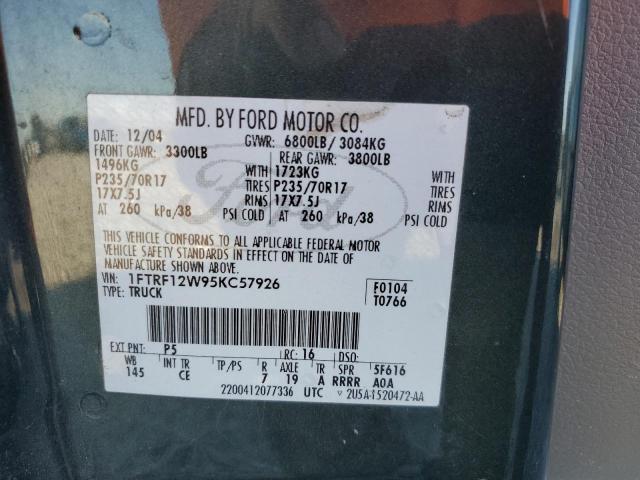 MFD. BY FORD MOTOR CO.
DATE: 12/04 GVWR: 6800LB/ 3084KG
FRONT GAWR: 3300LB REAR GAWR: 3800LB
1496KG WITH 1723KG WITH
P235/70R17 TIRES P235/70R17 TIRES
17X7.5J RIMS 17X7.5J RIMS
AT 260 kPa/38 PSI COLD AT 260 kPa/38 PSI COLD
Ford
THIS VEHICLE CONFORMS TO ALL APPLICABLE FEDERAL MOTOR
VEHICLE SAFETY STANDARDS IN EFFECT ON THE DATE OF
MANUFACTURE SHOWN ABOVE.
VIN: 1FTRF12W95KC57926 F0104
TYPE: TRUCK T0766
EXT PNT: P5 RC: 16 DSO:
WB INT TR TP/PS R AXLE TR SPR 5F616
145 CE 7 19 A RRRR A0A
2200412077336 UTC 2U5A-1520472-AA